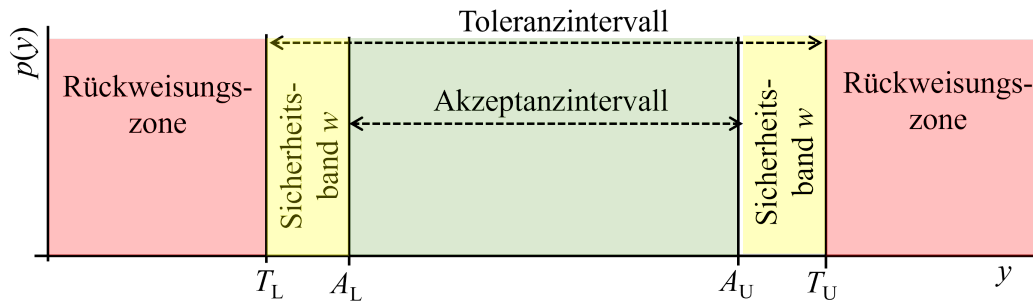 Toleranzintervall
p(y)
Rückweisungs-
zone
Sicherheits-
band w
Akzeptanzintervall
Sicherheits-
band w
Rückweisungs-
zone
T_L
A_L
A_U
T_U
y